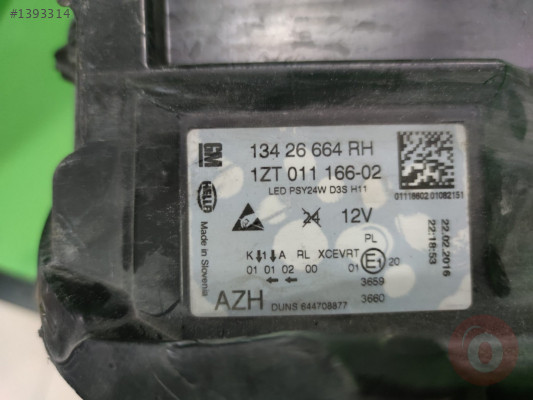 #1393314
GM
134 26 664 RH
1ZT 011 166-02
LED PSY24W D3S H11
HELLA
Made in Slovenia
01116602 01082151
24 12V
22.02.2016
22:18:53
PL
K A RL XCEVRT
01 01 02 00 01 E1 20
3659
3660
AZH DUNS 644708877